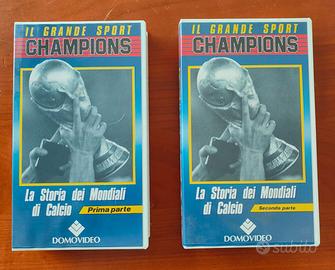 IL GRANDE SPORT
CHAMPIONS
La Storia dei Mondiali
di Calcio
Prima parte
DOMOVIDEO
IL GRANDE SPORT
CHAMPIONS
La Storia dei Mondiali
di Calcio
Seconda parte
DOMOVIDEO
subito